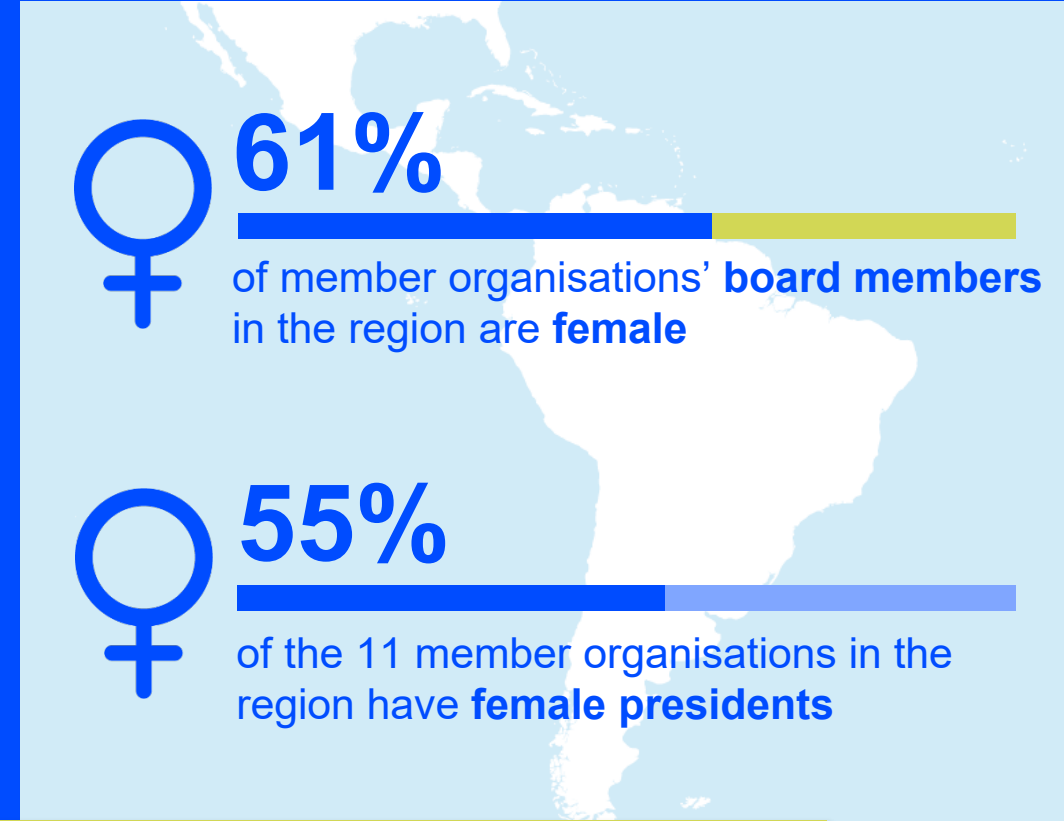 61%
of member organisations’ board members
in the region are female
55%
of the 11 member organisations in the
region have female presidents